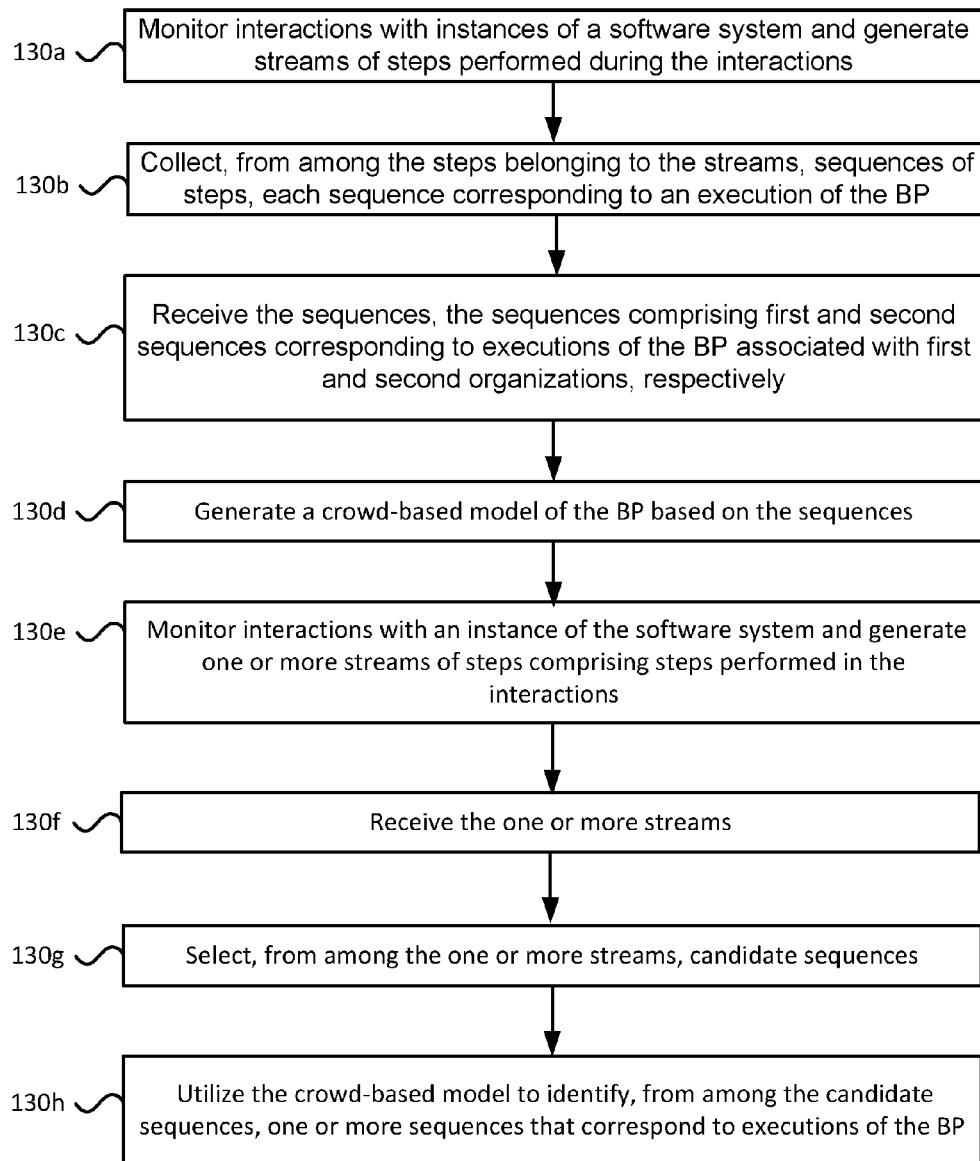 130a
Monitor interactions with instances of a software system and generate
streams of steps performed during the interactions
130b
Collect, from among the steps belonging to the streams, sequences of
steps, each sequence corresponding to an execution of the BP
130c
Receive the sequences, the sequences comprising first and second
sequences corresponding to executions of the BP associated with first
and second organizations, respectively
130d
Generate a crowd-based model of the BP based on the sequences
130e
Monitor interactions with an instance of the software system and generate
one or more streams of steps comprising steps performed in the
interactions
130f
Receive the one or more streams
130g
Select, from among the one or more streams, candidate sequences
130h
Utilize the crowd-based model to identify, from among the candidate
sequences, one or more sequences that correspond to executions of the BP